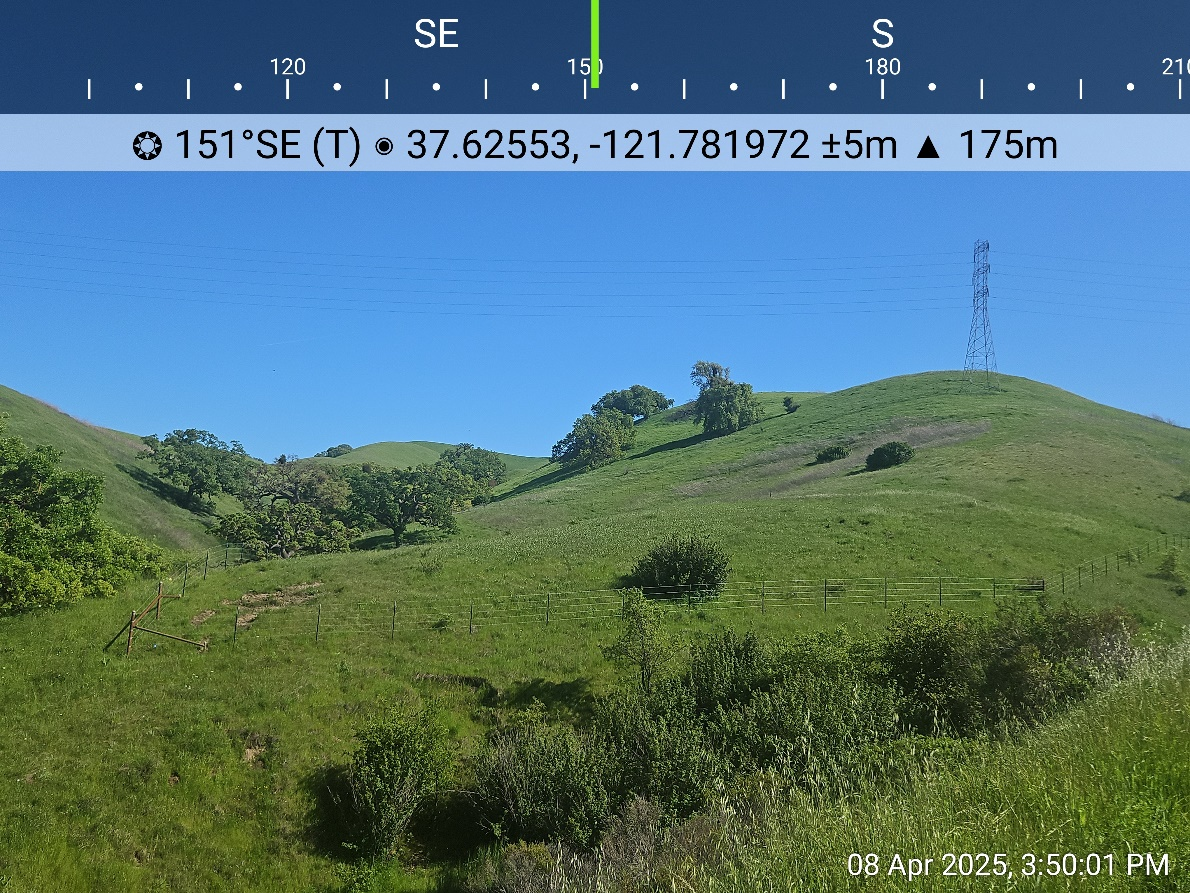 SE S
120 150 180 210
151°SE (T) ◉ 37.62553, -121.781972 ±5m ▲ 175m
08 Apr 2025, 3:50:01 PM